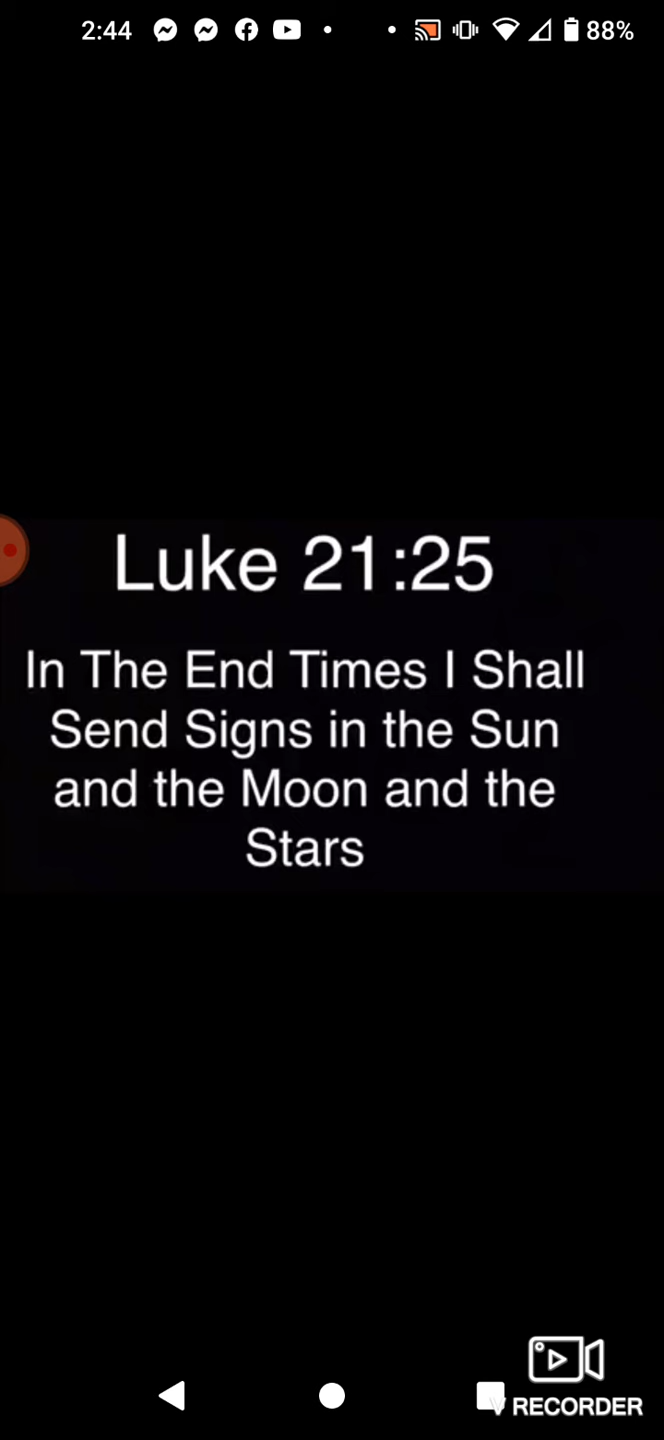 2:44 88%
Luke 21:25
In The End Times I Shall
Send Signs in the Sun
and the Moon and the
Stars
V RECORDER